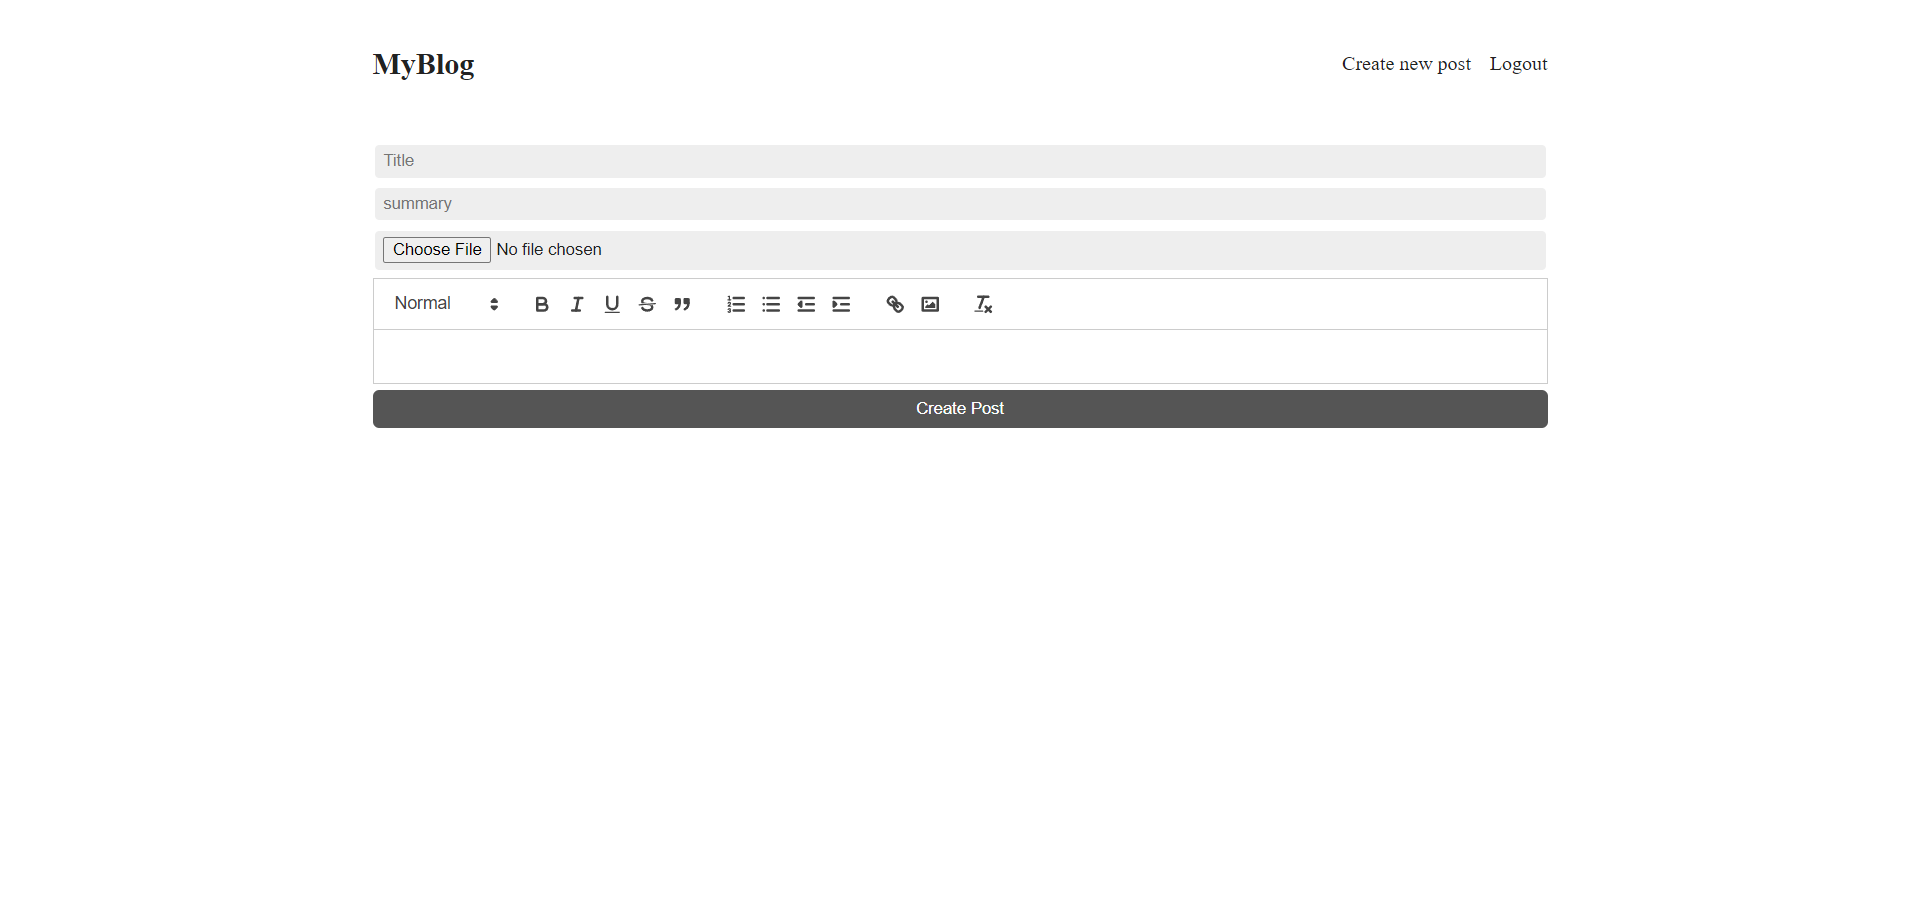 MyBlog Create new post Logout
Title
summary
Choose File No file chosen
Normal
Create Post